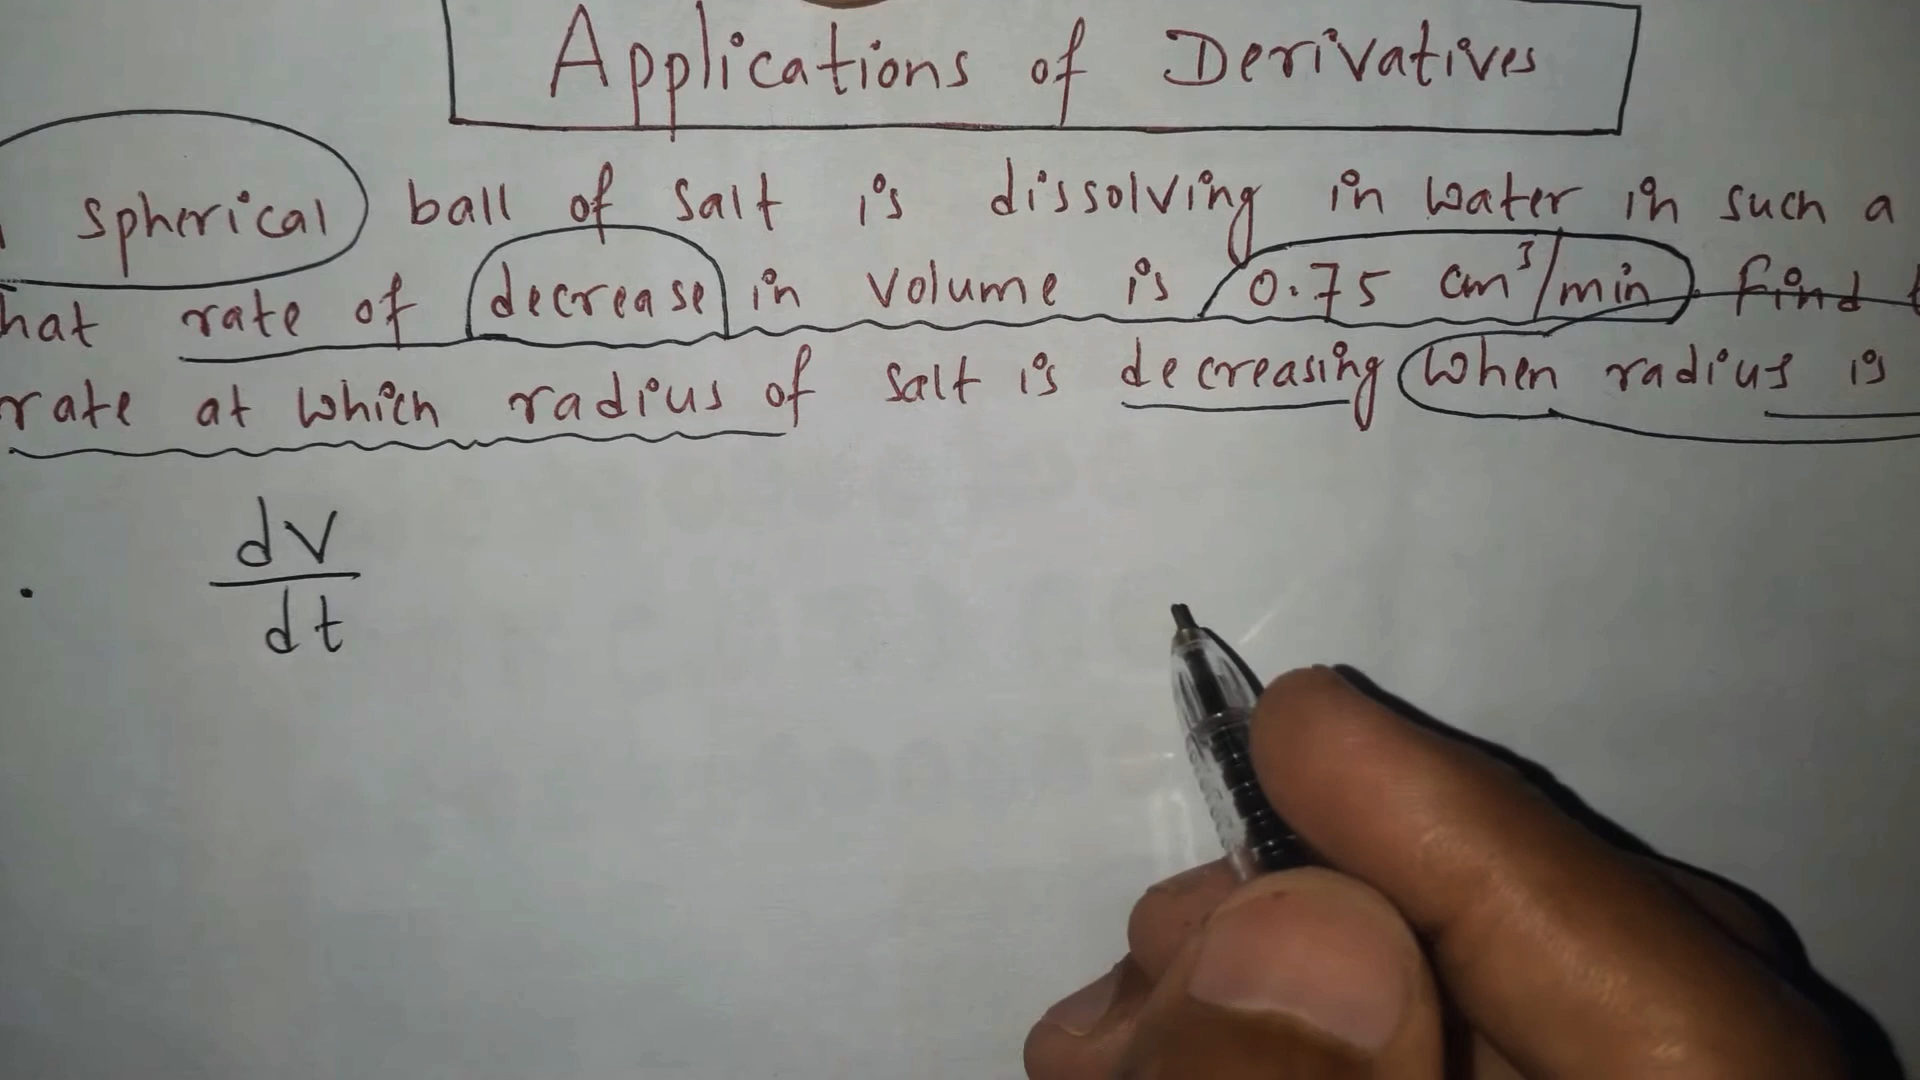 Applications of Derivatives
Spherical ball of salt is dissolving in water in such a
hat rate of decrease in volume is 0.75 cm³/min. Find
rate at which radius of salt is decreasing when radius is
dV
dt